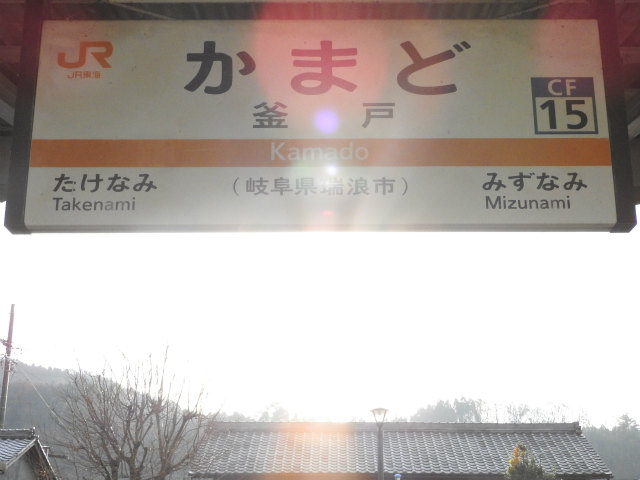 JR
JR東海
かまど
釜戸
CF
15
Kamado
たけなみ
Takenami
(岐阜県瑞浪市)
みずなみ
Mizunami